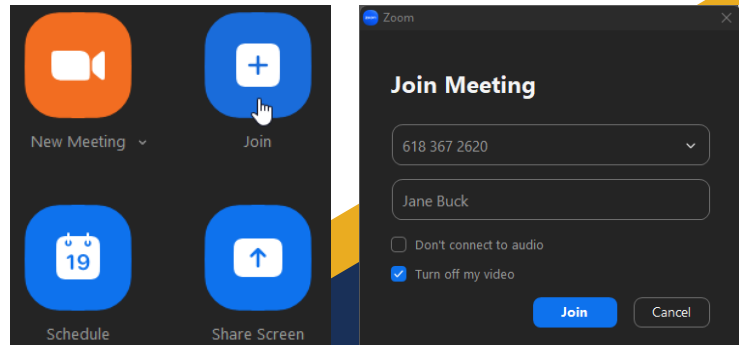 New Meeting
Join
19
Schedule
Share Screen
Zoom
Join Meeting
618 367 2620
Jane Buck
Don't connect to audio
Turn off my video
Join
Cancel